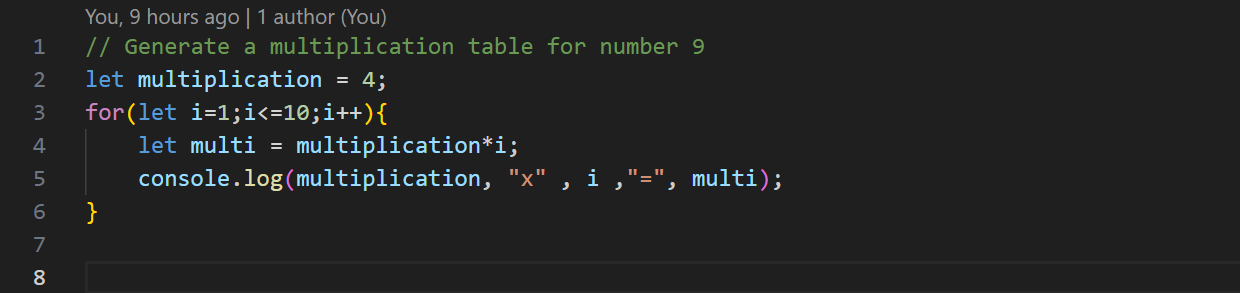 You, 9 hours ago | 1 author (You)
1 // Generate a multiplication table for number 9
2 let multiplication = 4;
3 for(let i=1;i<=10;i++){
4     let multi = multiplication*i;
5     console.log(multiplication, "x" , i ,"=", multi);
6 }
7
8